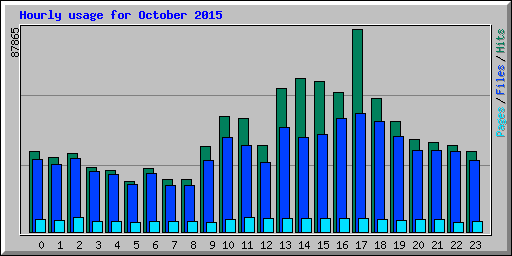 Hourly usage for October 2015
87865
Pages/Files/Hits
0 1 2 3 4 5 6 7 8 9 10 11 12 13 14 15 16 17 18 19 20 21 22 23